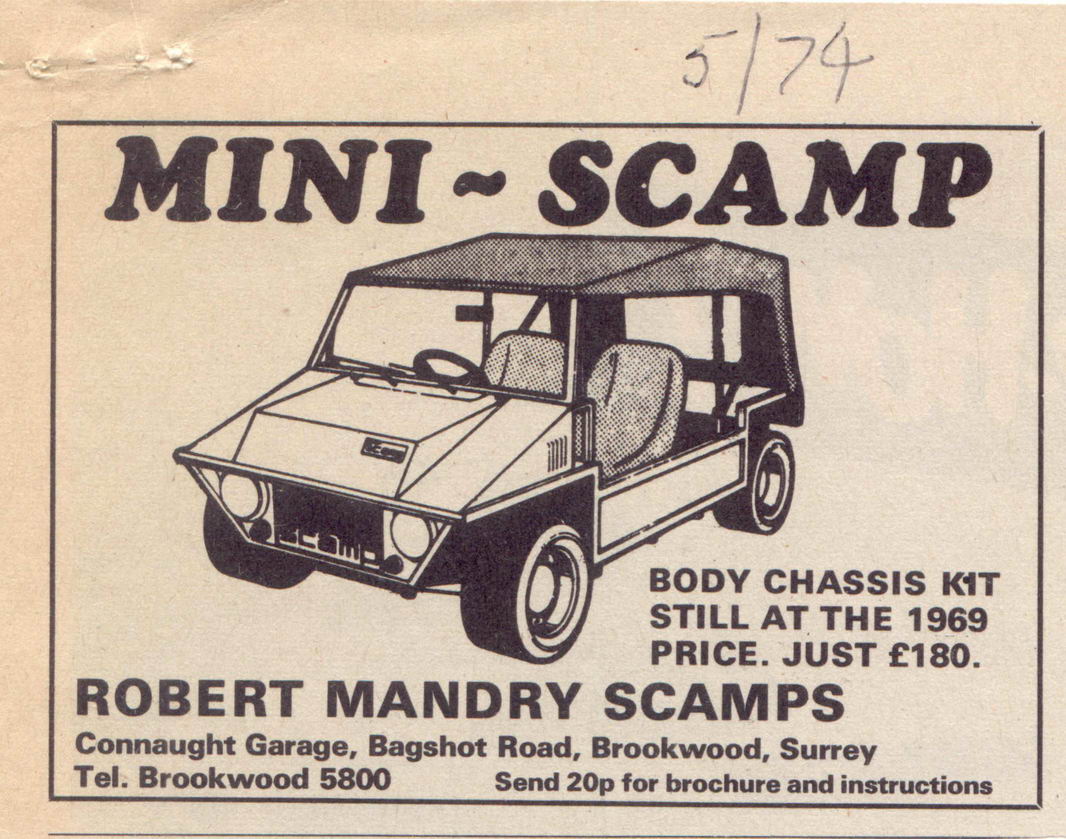 5/74
MINI~SCAMP
scamp
BODY CHASSIS KIT
STILL AT THE 1969
PRICE. JUST £180.
ROBERT MANDRY SCAMPS
Connaught Garage, Bagshot Road, Brookwood, Surrey
Tel. Brookwood 5800 Send 20p for brochure and instructions